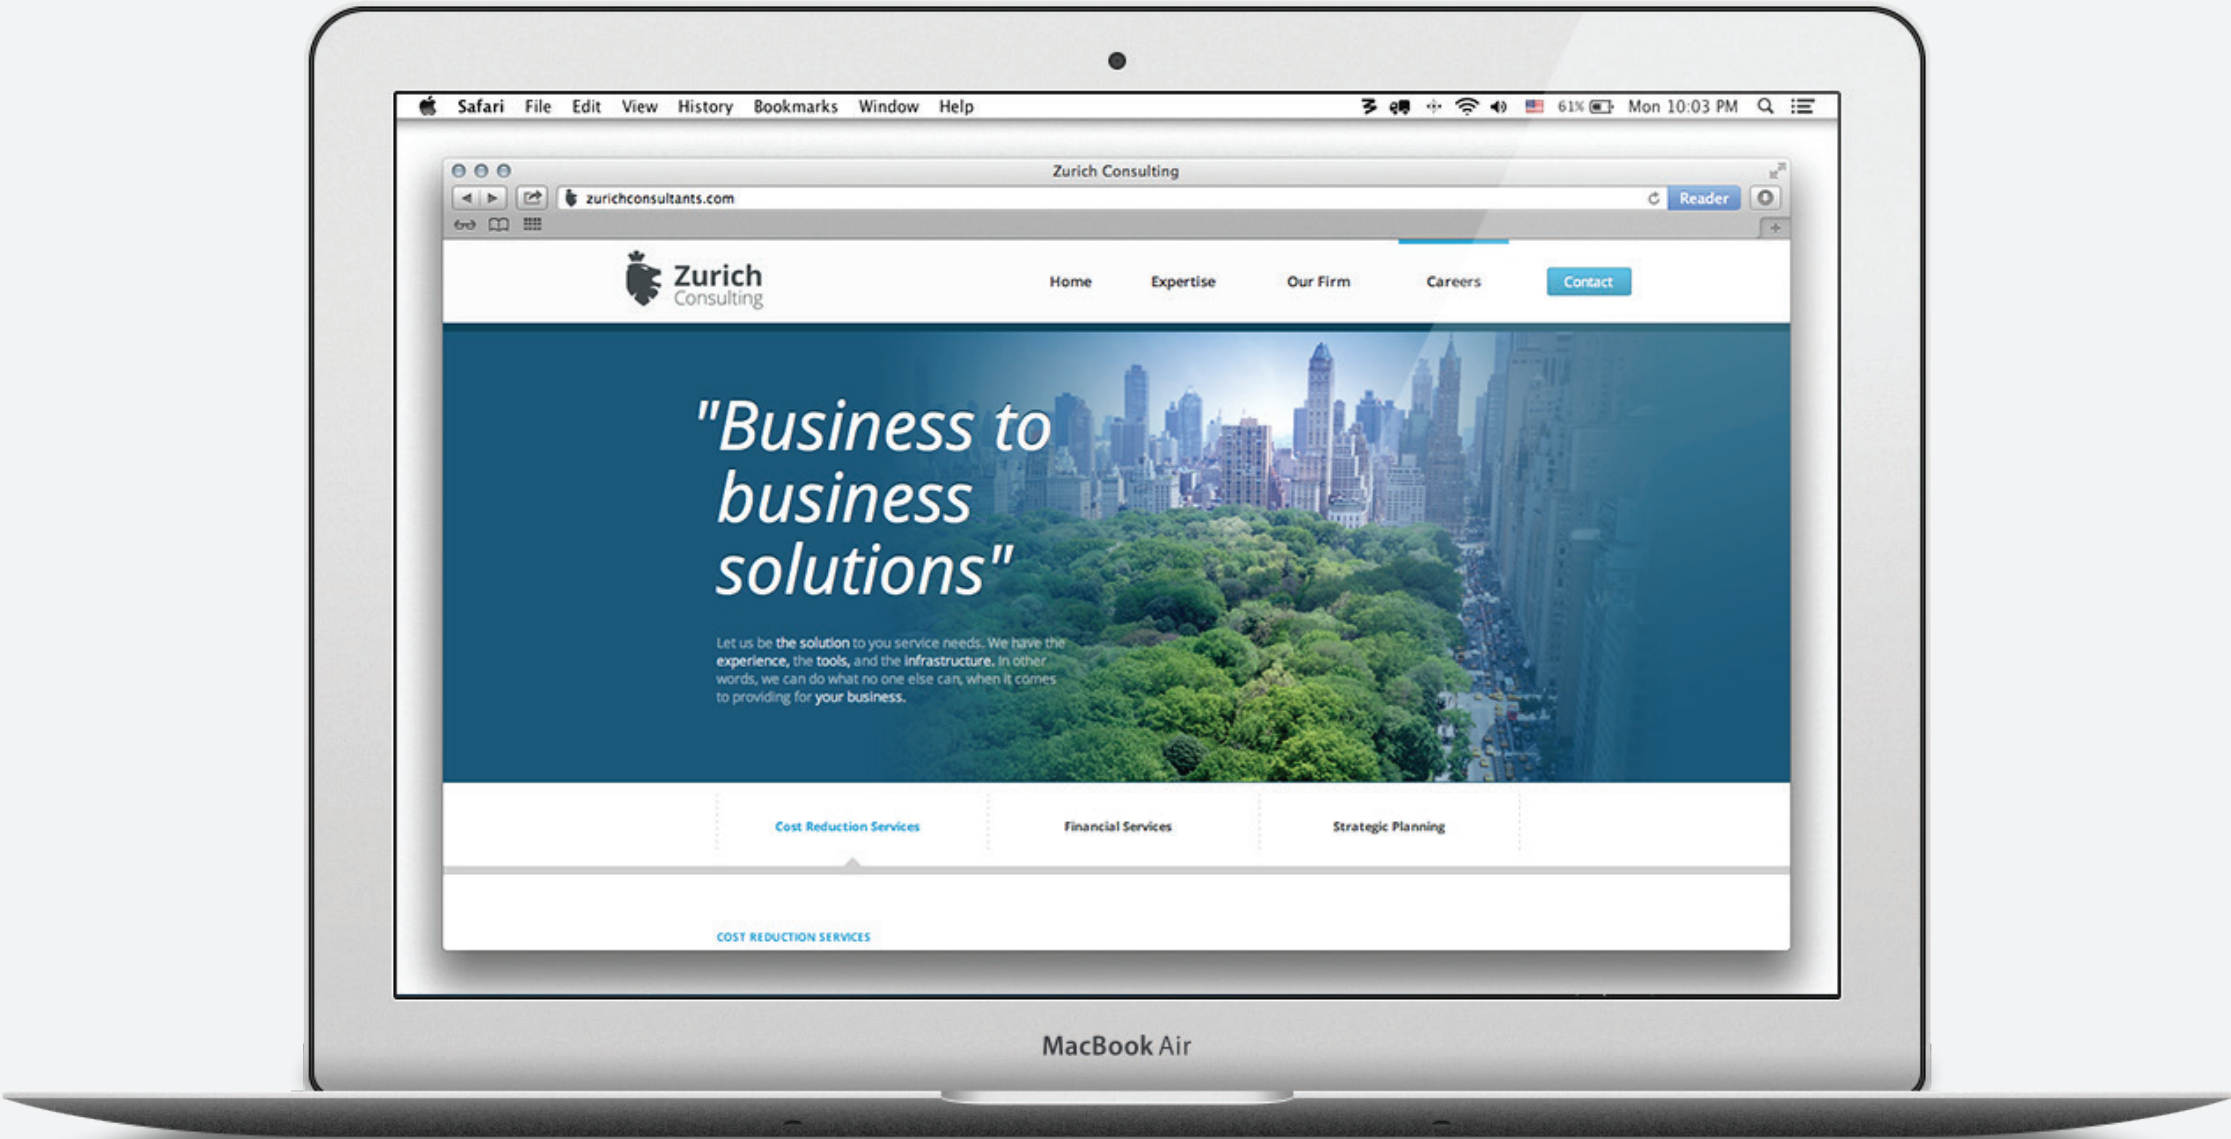 Safari File Edit View History Bookmarks Window Help 61% Mon 10:03 PM
Zurich Consulting
zurichconsultants.com Reader
Zurich
Consulting
Home Expertise Our Firm Careers Contact
"Business to
business
solutions"
Let us be the solution to you service needs. We have the
experience, the tools, and the infrastructure. In other
words, we can do what no one else can, when it comes
to providing for your business.
Cost Reduction Services Financial Services Strategic Planning
COST REDUCTION SERVICES
MacBook Air